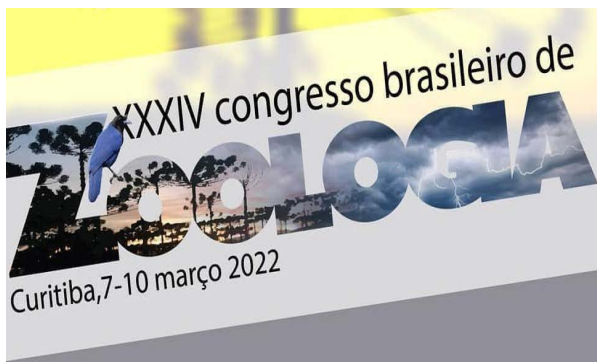 XXXIV congresso brasileiro de
ZOOLOGIA
Curitiba,7-10 março 2022